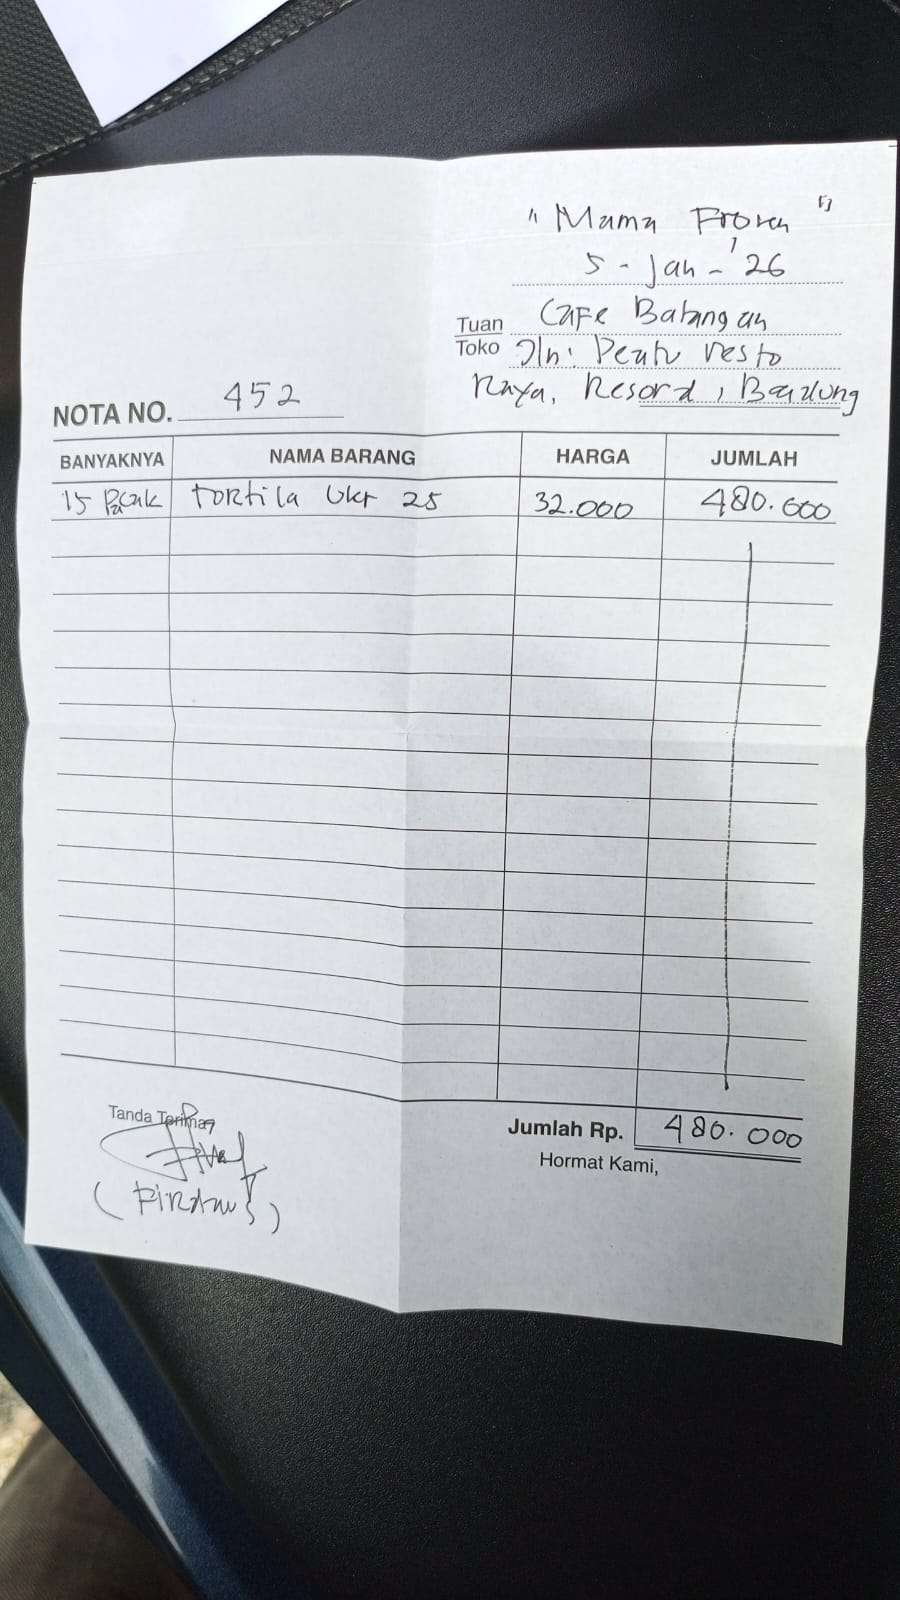 " Mama Frozen "
5 - Jan - '26
Tuan Cafe Batangan
Toko Jln:
Raya, Resord, Bandung
NOTA NO. 452
BANYAKNYA NAMA BARANG HARGA JUMLAH
15 Pack Tortila Ukr 25 32.000 480.000
Tanda Terima
Jumlah Rp. 480.000
Hormat Kami,
(Firdaus)